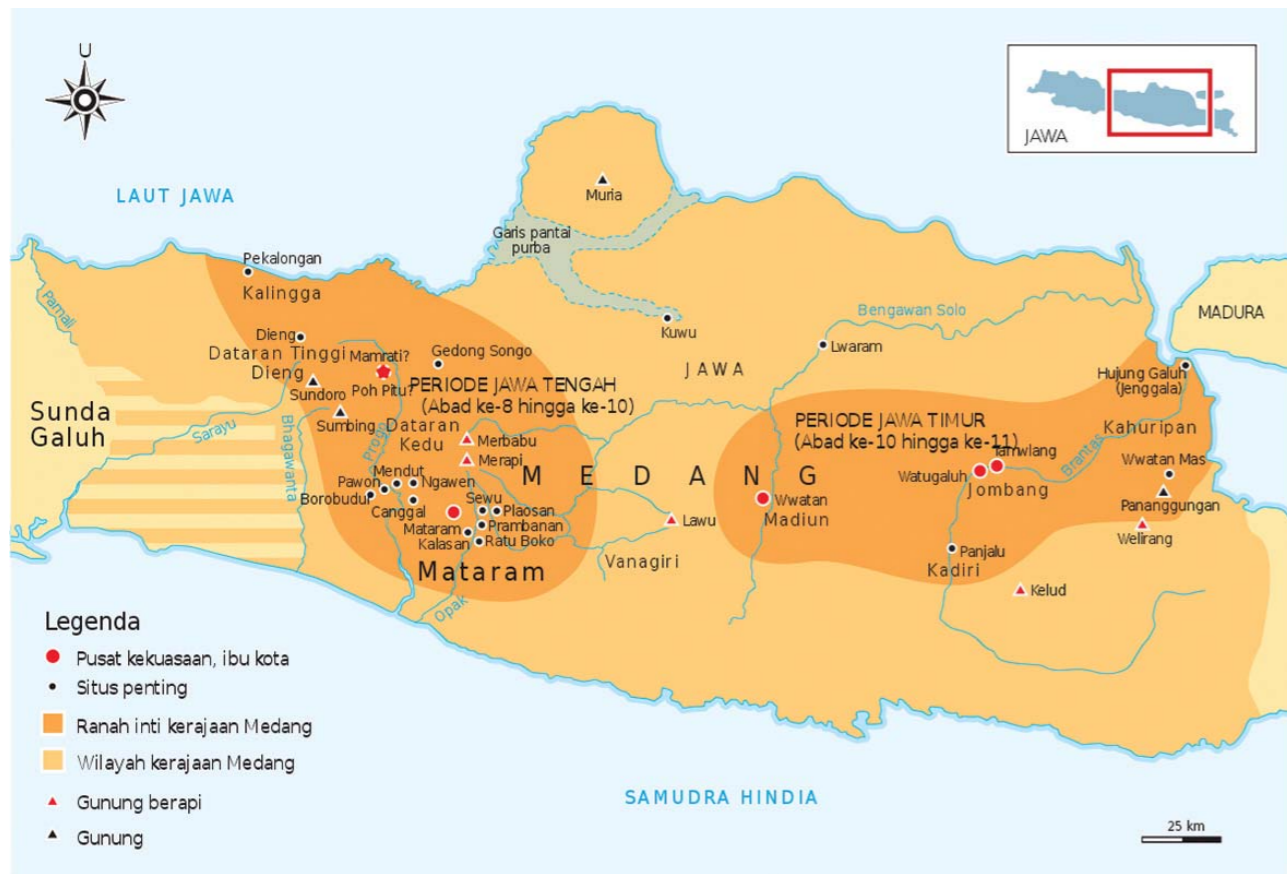 U
JAWA
LAUT JAWA
Muria
Garis pantai
purba
Pekalongan
Kalingga
Pamali
Bengawan Solo
MADURA
Kuwu
Dieng
Dataran Tinggi
Dieng
Mamrati?
Poh Pitu?
Gedong Songo
Lwaram
JAWA
Hujung Galuh
(Jenggala)
PERIODE JAWA TENGAH
(Abad ke-8 hingga ke-10)
Sundoro
Sumbing
Sunda
Galuh
Sarayu
Bhagawanta
Progo
Dataran
Kedu
Merbabu
Merapi
PERIODE JAWA TIMUR
(Abad ke-10 hingga ke-11)
Kahuripan
Brantas
Tamwlang
Watugaluh
Jombang
Wwatan Mas
Pananggungan
Welirang
MEDANG
Mendut
Pawon
Ngawen
Borobudur
Canggal
Sewu
Plaosan
Mataram
Prambanan
Kalasan
Ratu Boko
Lawu
Wwatan
Madiun
Mataram
Vanagiri
Panjalu
Kadiri
Kelud
Opak
Legenda
Pusat kekuasaan, ibu kota
Situs penting
Ranah inti kerajaan Medang
Wilayah kerajaan Medang
Gunung berapi
Gunung
SAMUDRA HINDIA
25 km